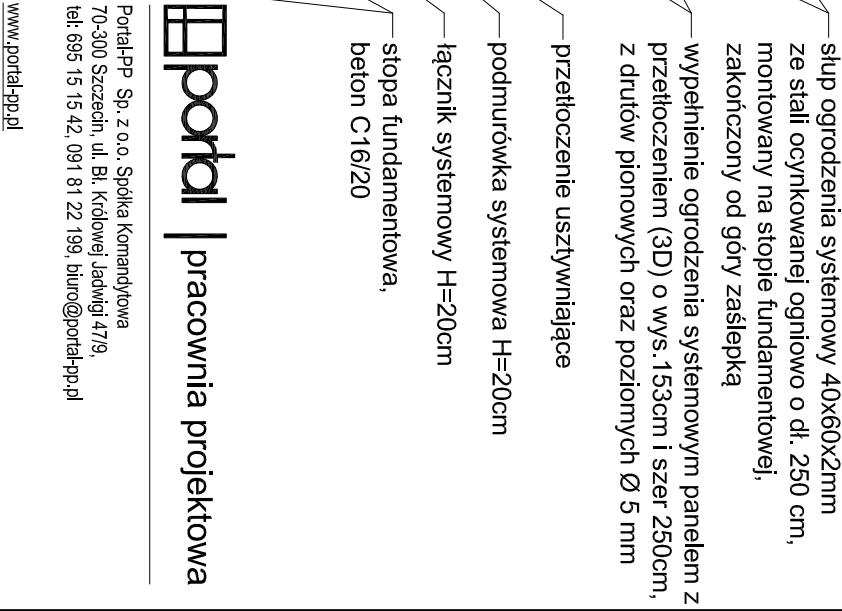 słup ogrodzenia systemowy 40x60x2mm
ze stali ocynkowanej ogniowo o dł. 250 cm,
montowany na stopie fundamentowej,
zakończony od góry zaślepką
wypełnienie ogrodzenia systemowym panelem z
przetłoczeniem (3D) o wys.153cm i szer 250cm,
z drutów pionowych oraz poziomych Ø 5 mm
przetłoczenie usztywniające
podmurówka systemowa H=20cm
łącznik systemowy H=20cm
stopa fundamentowa,
beton C16/20
portal | pracownia projektowa
Portal-PP Sp. z o.o. Spółka Komandytowa
70-300 Szczecin, ul. Bł. Królowej Jadwigi 47/9,
tel: 695 15 15 42, 091 81 22 199, biuro@portal-pp.pl
www.portal-pp.pl